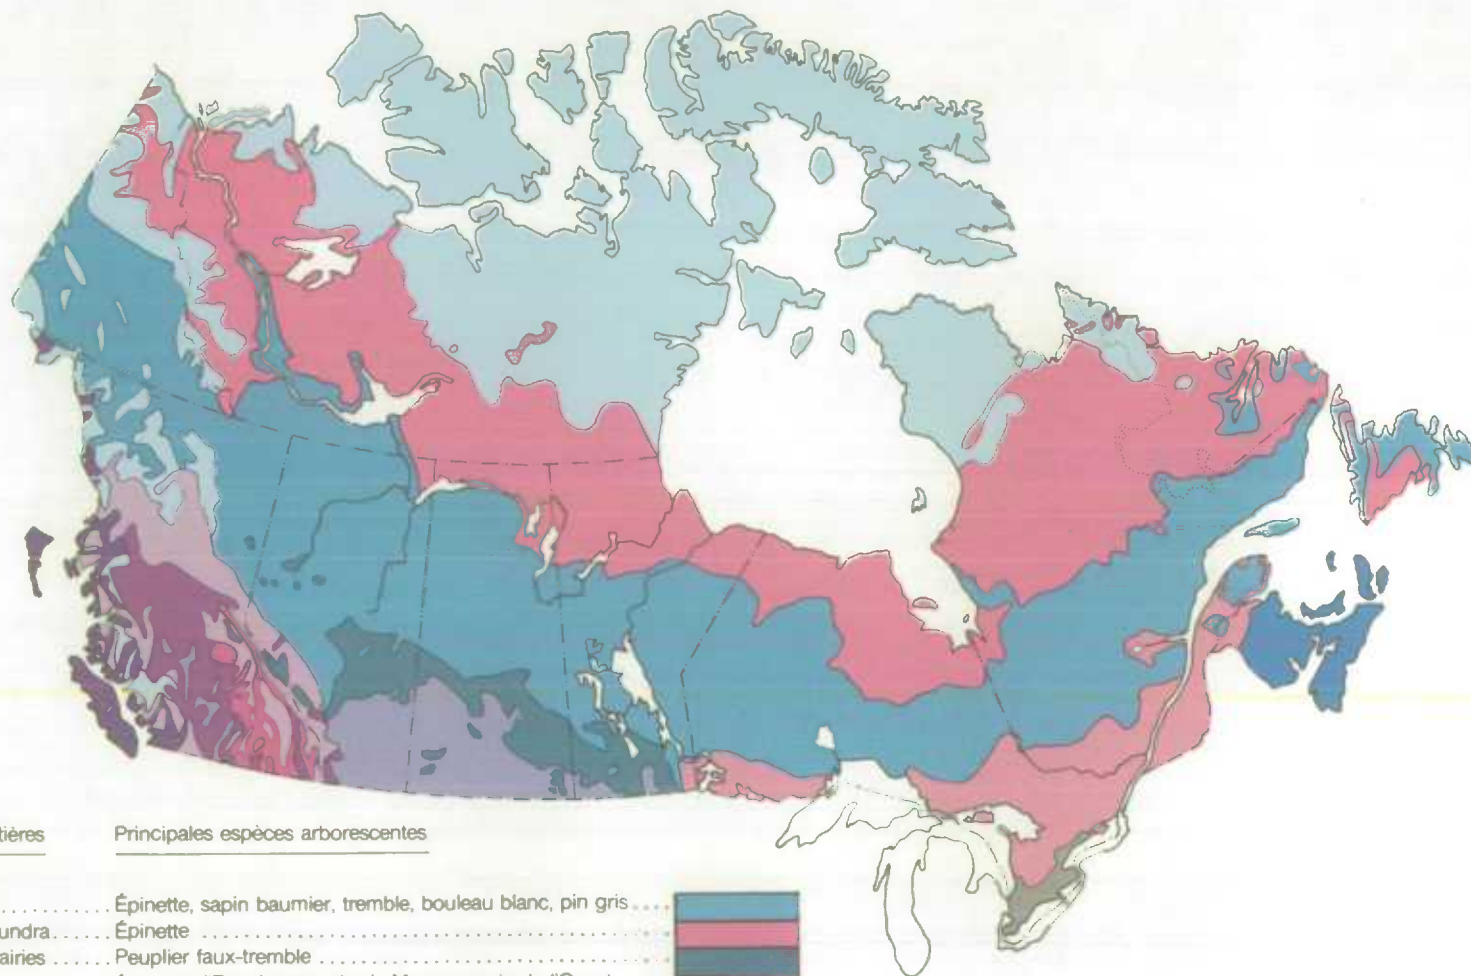 tières Principales espèces arborescentes
Épinette, sapin baumier, tremble, bouleau blanc, pin gris
undra Épinette
airies Peuplier faux-tremble